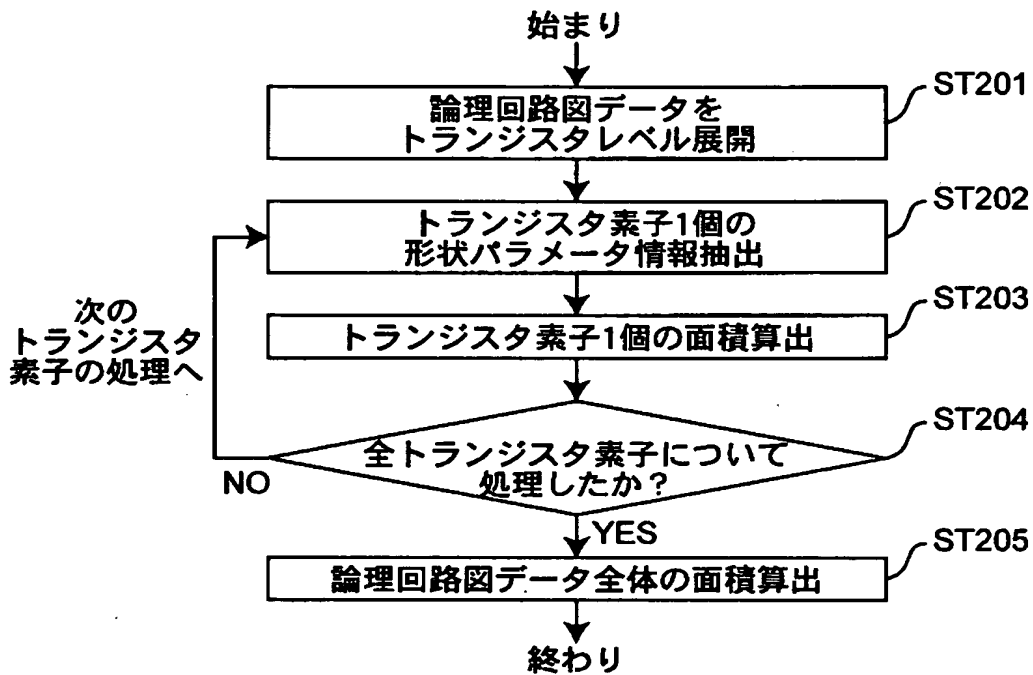 始まり
ST201
論理回路図データを
トランジスタレベル展開
ST202
トランジスタ素子1個の
形状パラメータ情報抽出
ST203
トランジスタ素子1個の面積算出
次の
トランジスタ
素子の処理へ
ST204
全トランジスタ素子について
処理したか？
NO
YES
ST205
論理回路図データ全体の面積算出
終わり